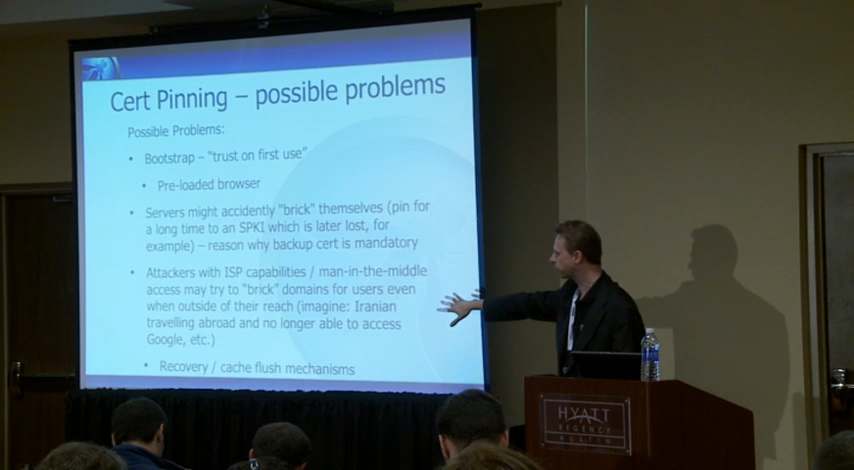 Cert Pinning – possible problems
Possible Problems:
• Bootstrap – "trust on first use"
• Pre-loaded browser
• Servers might accidently "brick" themselves (pin for
a long time to an SPKI which is later lost, for
example) – reason why backup cert is mandatory
• Attackers with ISP capabilities / man-in-the-middle
access may try to "brick" domains for users even
when outside of their reach (imagine: Iranian
travelling abroad and no longer able to access
Google, etc.)
• Recovery / cache flush mechanisms
HYATT
REGENCY
AUSTIN